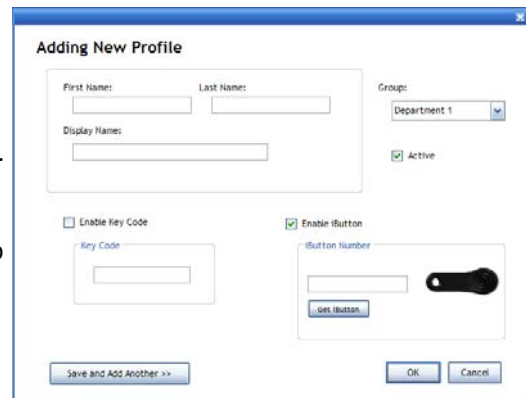 Adding New Profile
First Name: Last Name: Group:
Department 1
Display Name:
Active
Enable Key Code Enable iButton
Key Code iButton Number
Get iButton
Save and Add Another >> OK Cancel